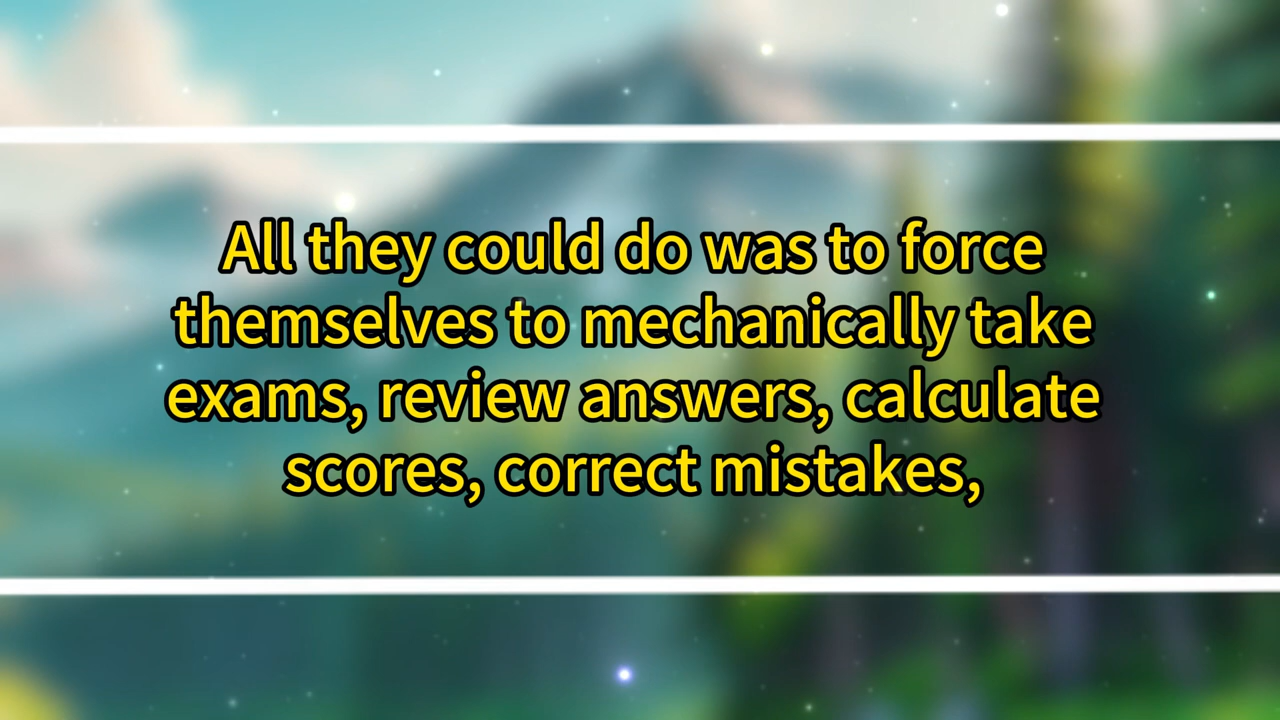 All they could do was to force
themselves to mechanically take
exams, review answers, calculate
scores, correct mistakes,